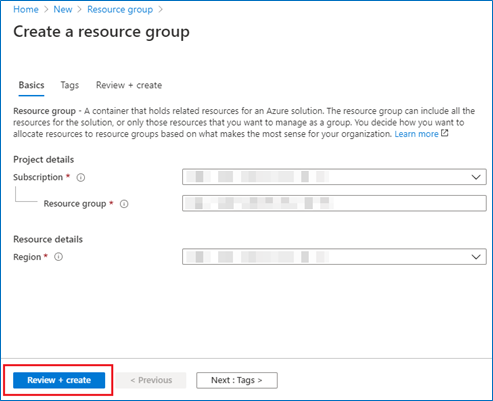 Home > New > Resource group >
Create a resource group
Basics Tags Review + create
Resource group - A container that holds related resources for an Azure solution. The resource group can include all the
resources for the solution, or only those resources that you want to manage as a group. You decide how you want to
allocate resources to resource groups based on what makes the most sense for your organization. Learn more
Project details
Subscription *
Resource group *
Resource details
Region *
Review + create < Previous Next : Tags >